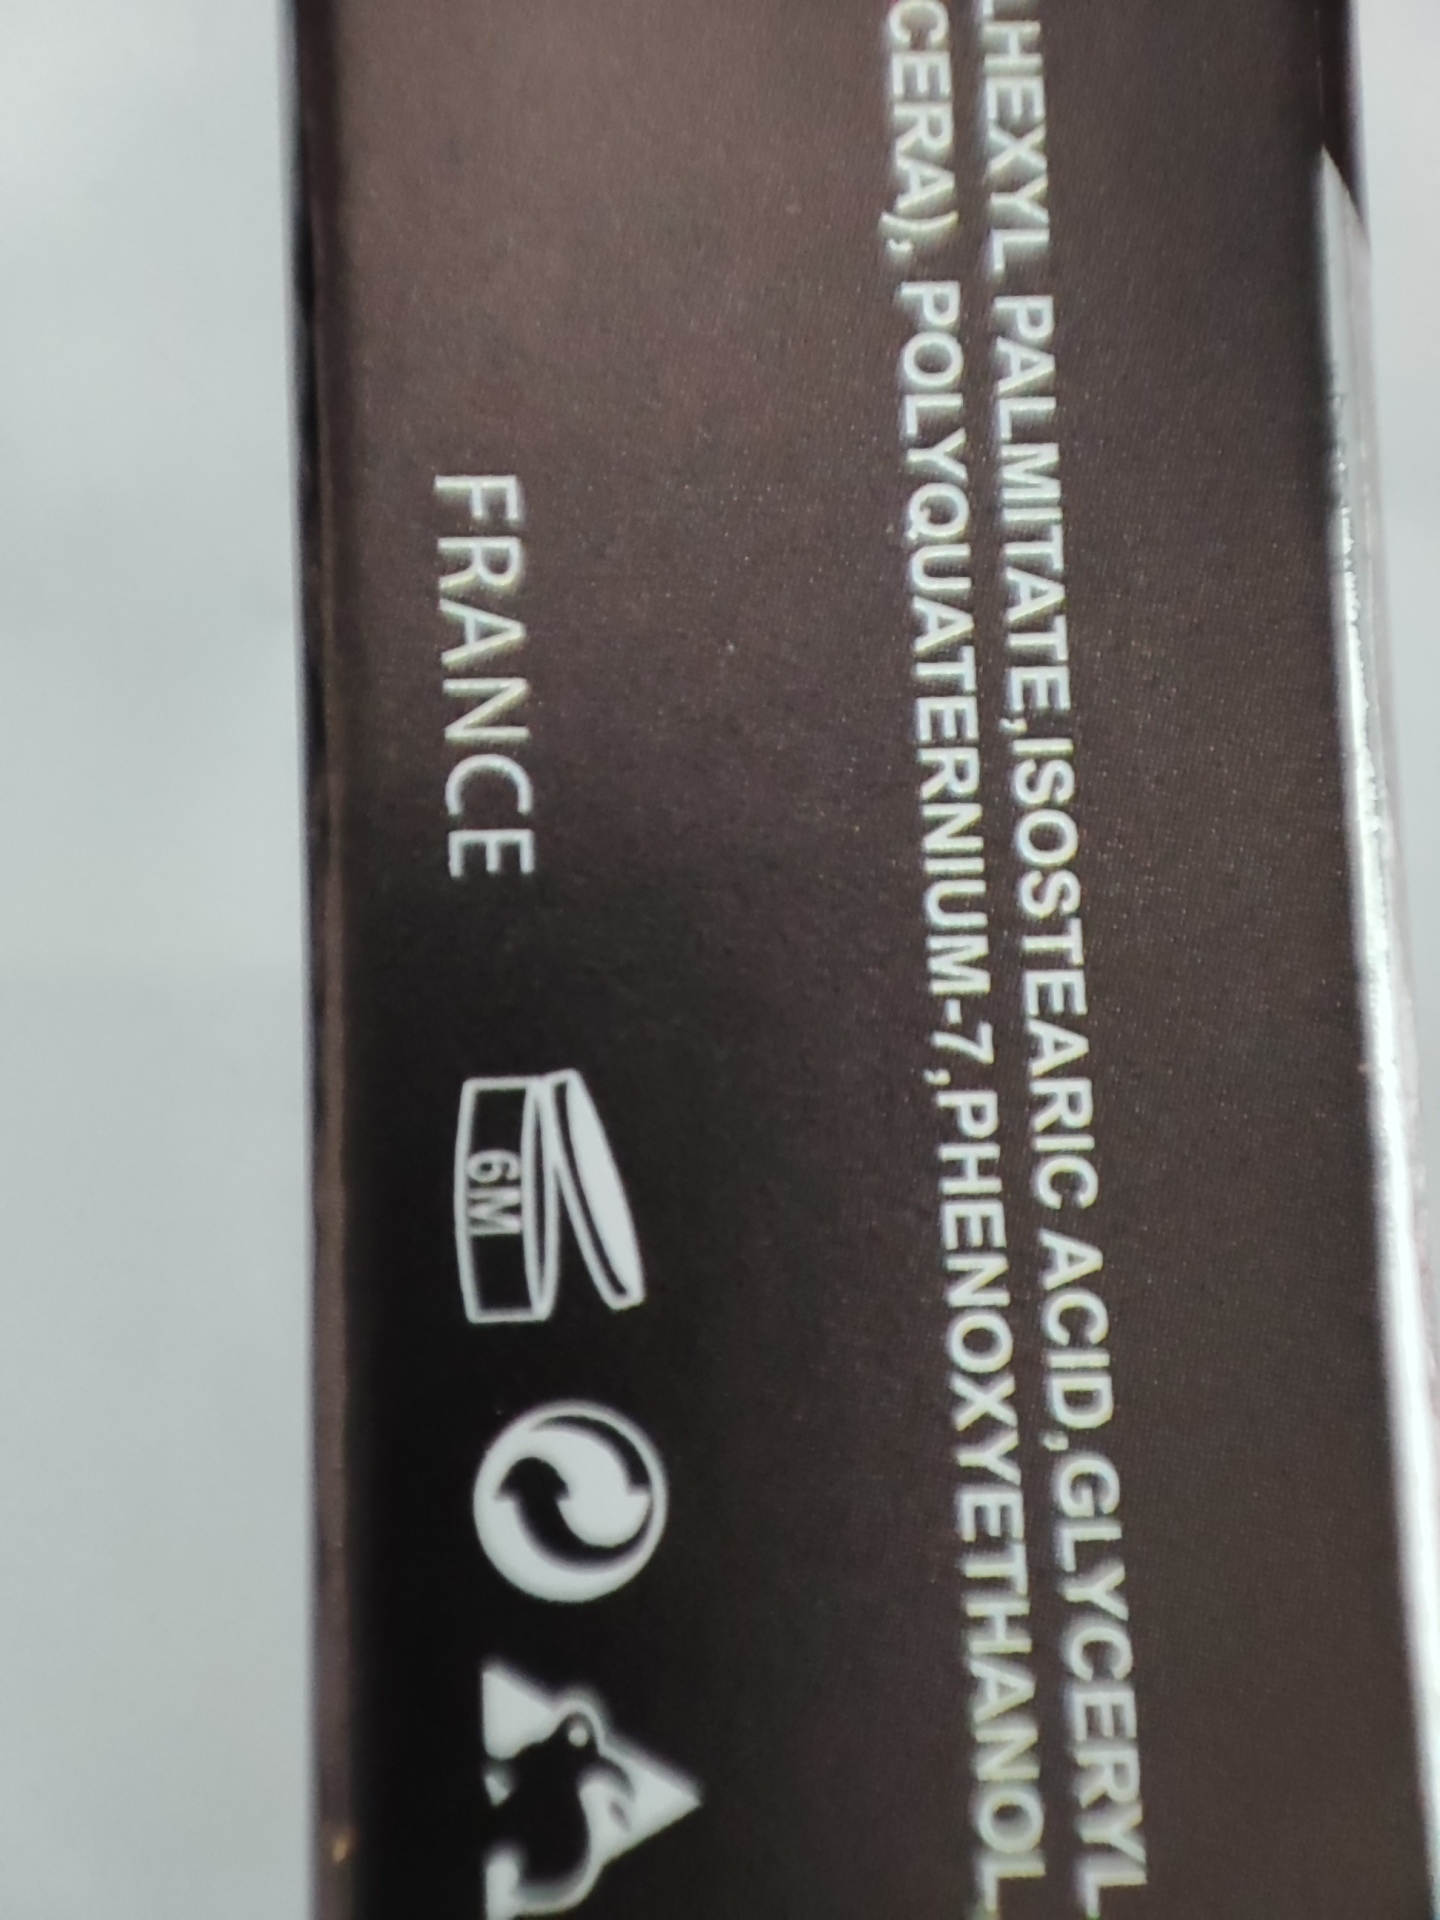 LHEXYL PALMITATE,ISOSTEARIC ACID,GLYCERYL
CERA), POLYQUATERNIUM-7,PHENOXYETHANOL,
FRANCE
6M